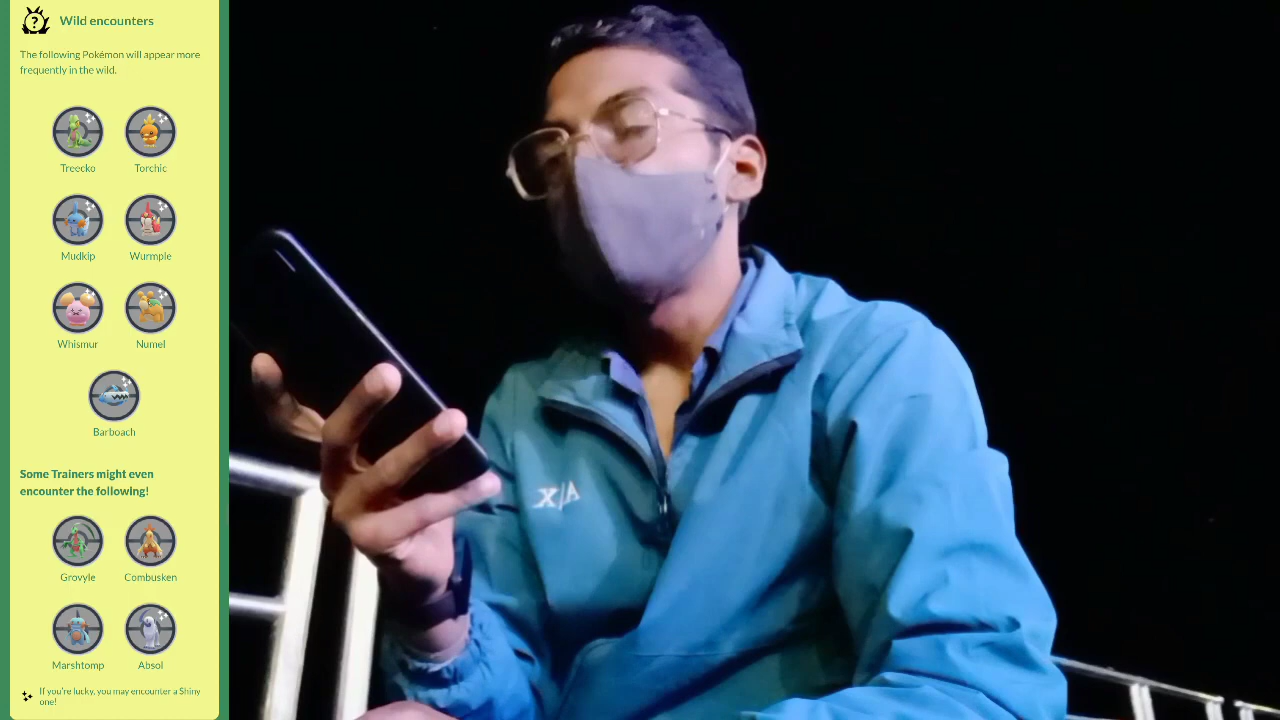 Wild encounters
The following Pokémon will appear more
frequently in the wild.
Treecko
Torchic
Mudkip
Wurmple
Whismur
Numel
Barboach
Some Trainers might even
encounter the following!
Grovyle
Combusken
Marshtomp
Absol
If you're lucky, you may encounter a Shiny
one!
X/A